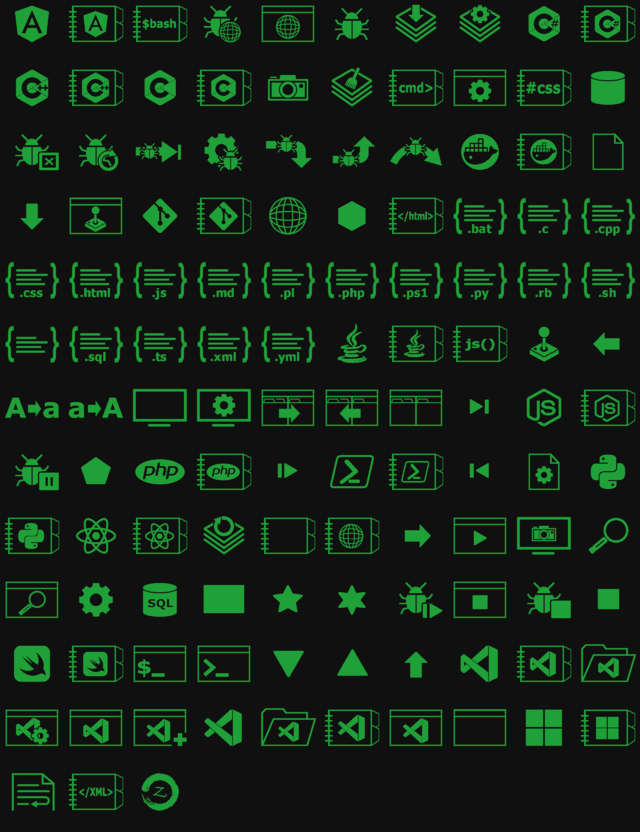 A A $bash C# C#
C++ C++ C C cmd> #css
</html> .bat .c .cpp
.css .html .js .md .pl .php .ps1 .py .rb .sh
.sql .ts .xml .yml js()
A a a A JS JS
php php
SQL
$_ >_
</XML> Z